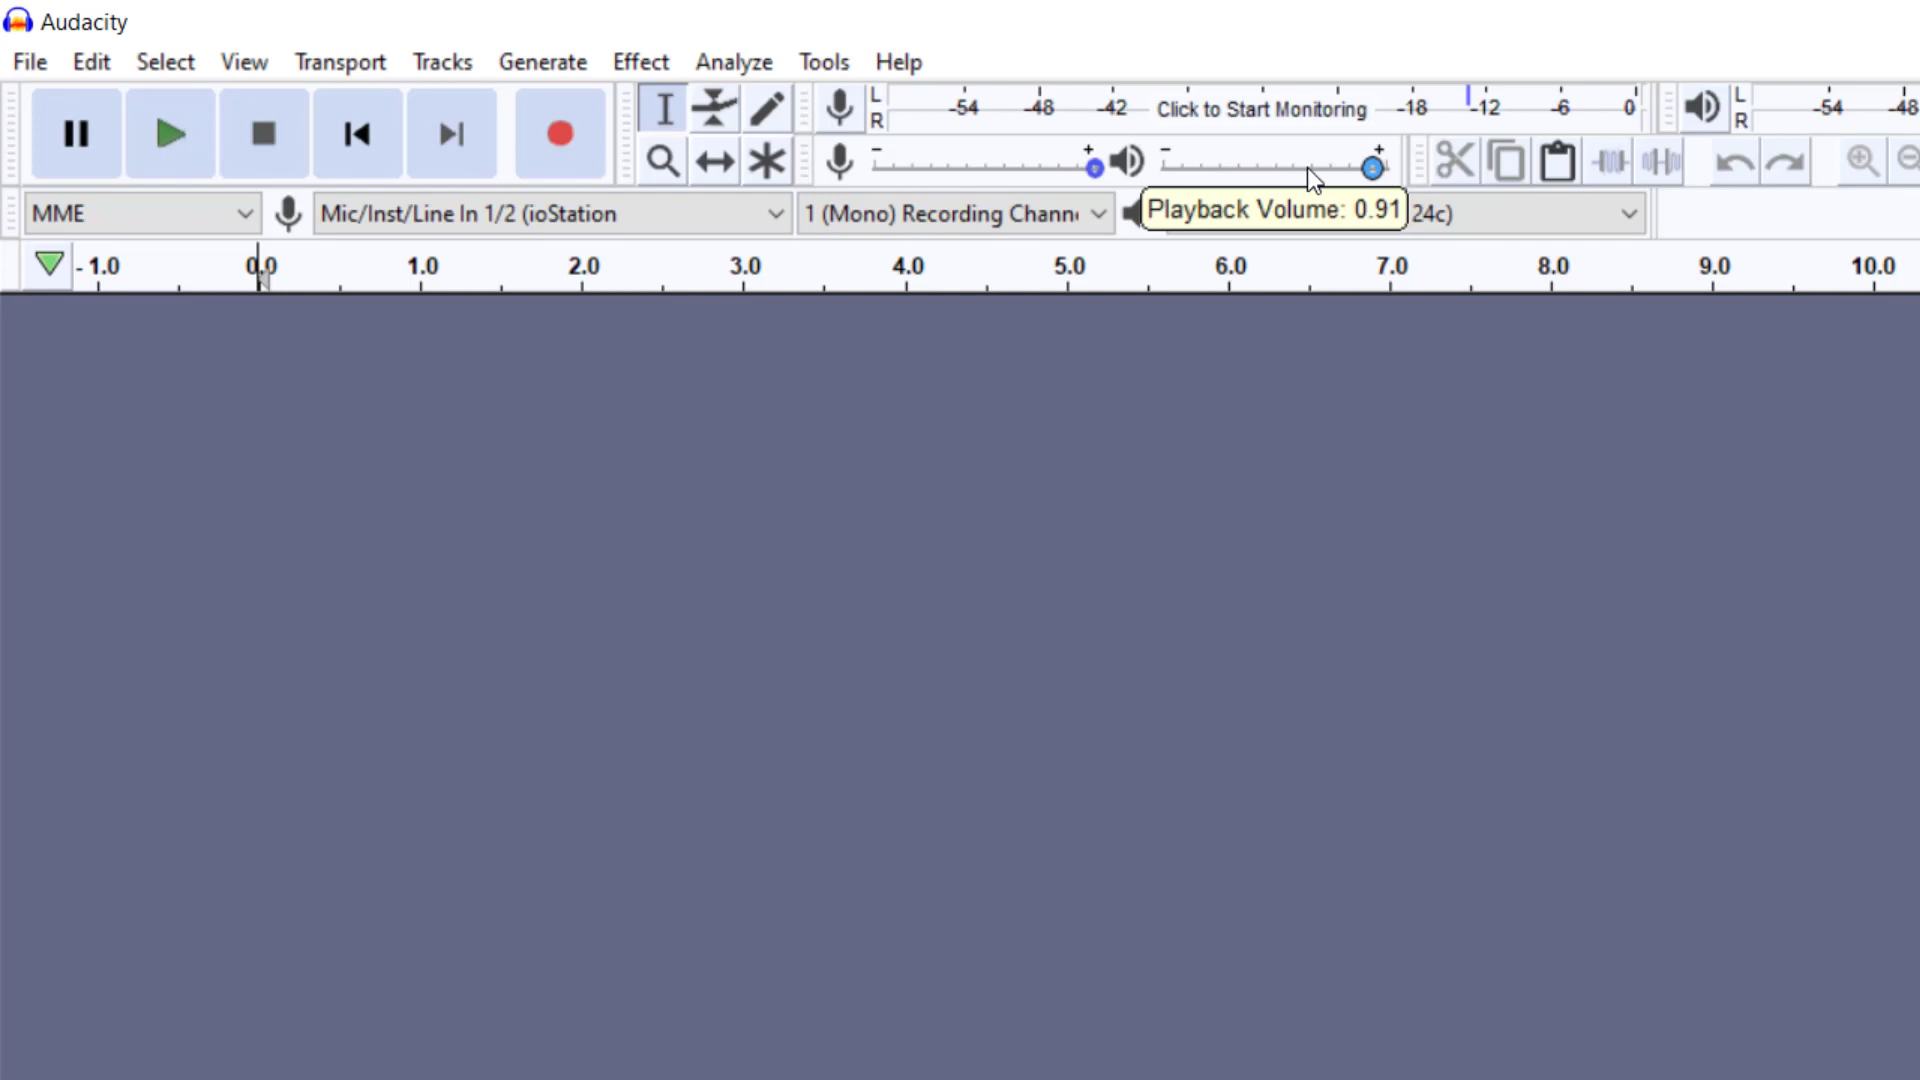 Audacity
File Edit Select View Transport Tracks Generate Effect Analyze Tools Help
L
R
-54 -48 -42 Click to Start Monitoring -18 -12 -6 0
L
R
-54 -48
- + - +
MME
Mic/Inst/Line In 1/2 (ioStation
1 (Mono) Recording Chann
Playback Volume: 0.91
24c)
-1.0 0.0 1.0 2.0 3.0 4.0 5.0 6.0 7.0 8.0 9.0 10.0